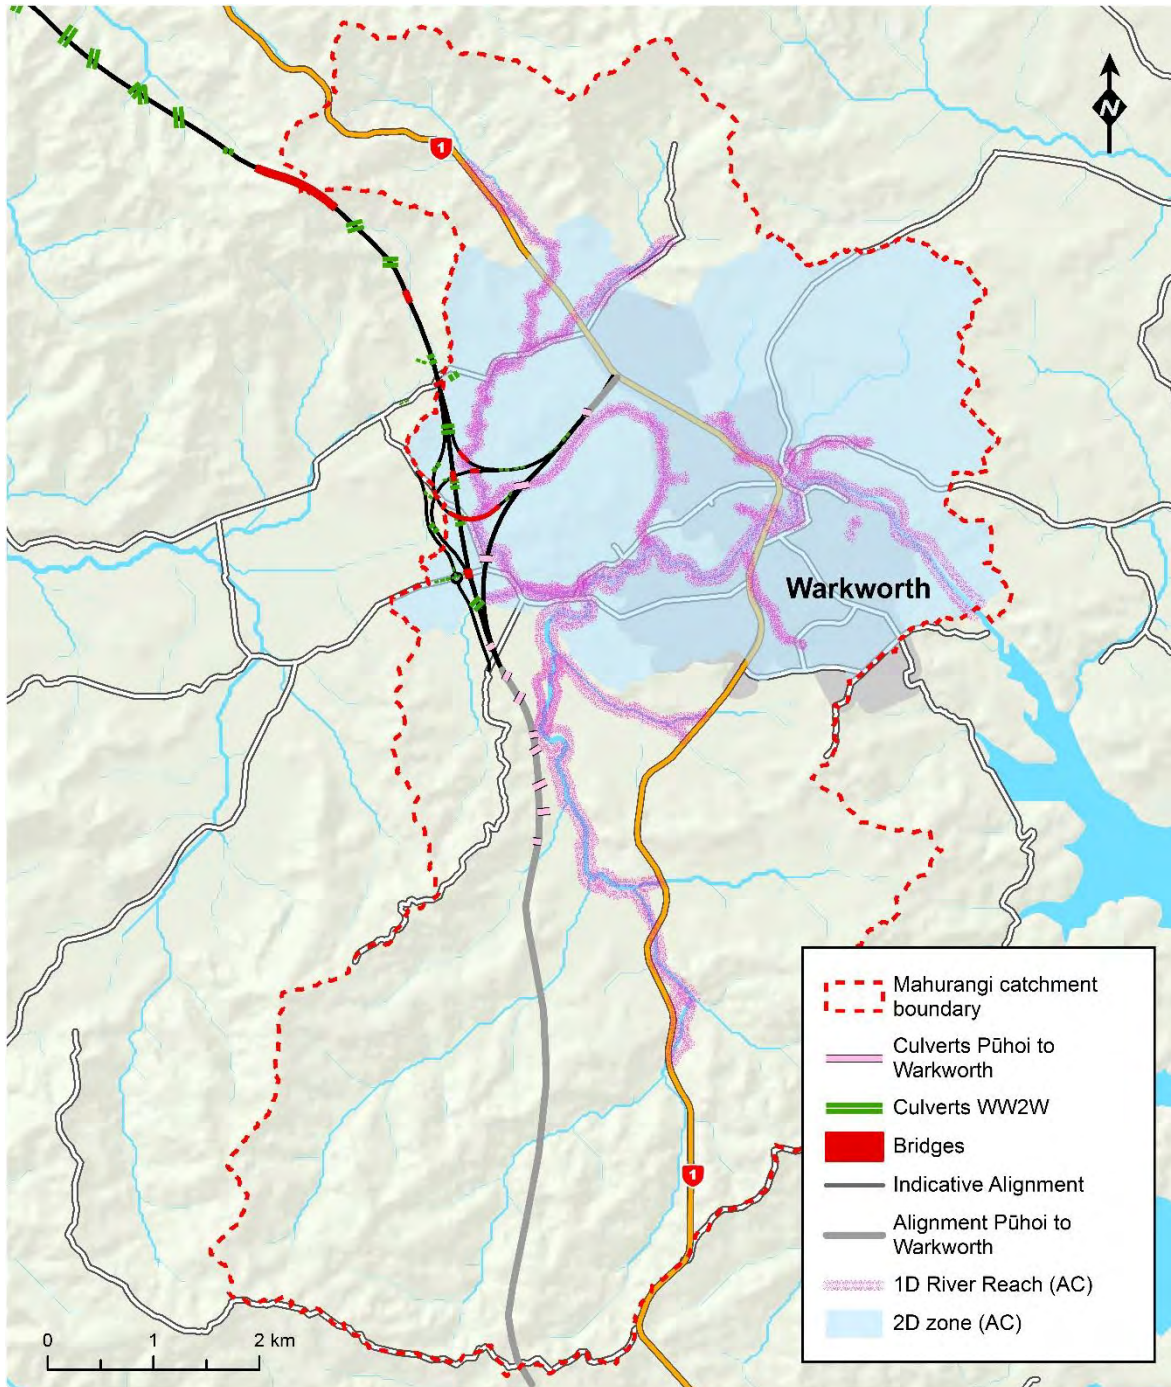 1
N
Warkworth
Mahurangi catchment
boundary
Culverts Pūhoi to
Warkworth
Culverts WW2W
Bridges
Indicative Alignment
Alignment Pūhoi to
Warkworth
1D River Reach (AC)
2D zone (AC)
1
0 1 2 km